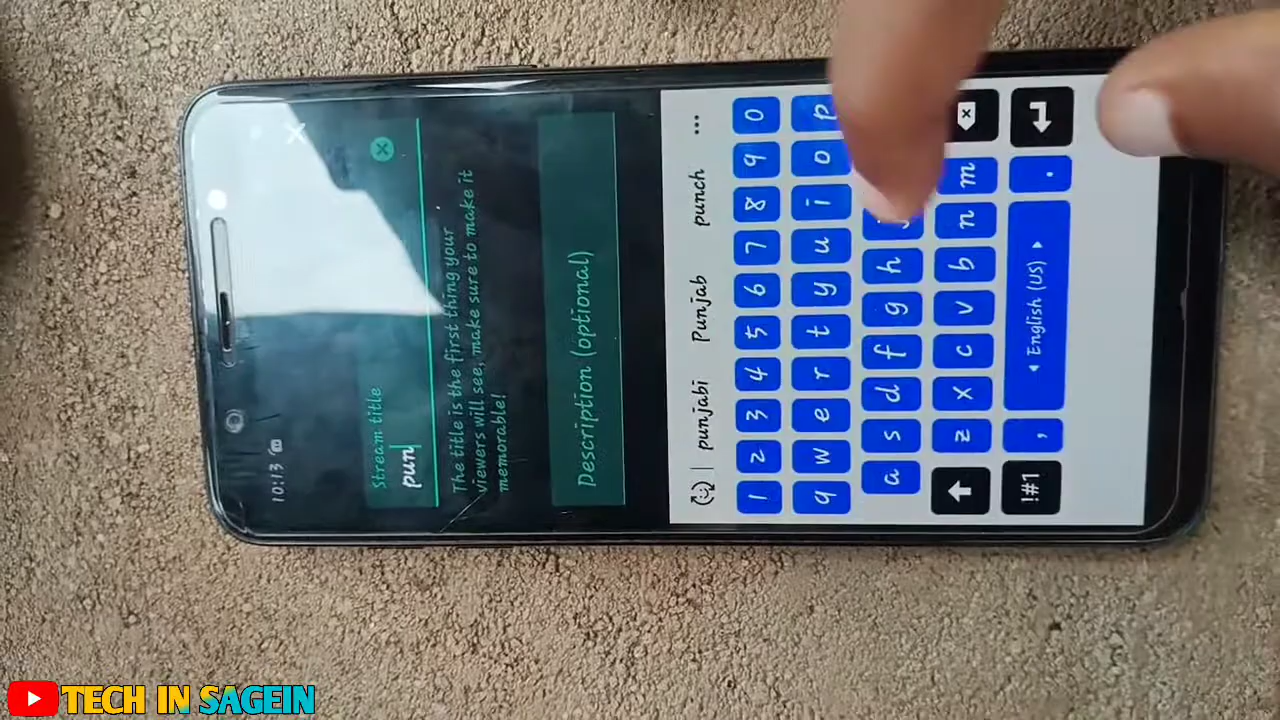 10:13
Stream title
pun
The title is the first thing your
viewers will see, make sure to make it
memorable!
Description (optional)
punjabi Punjab punch
1 2 3 4 5 6 7 8 9 0
q w e r t y u i o p
a s d f g h
z x c v b n m
!#1 , English (US) .
TECH IN SAGEIN